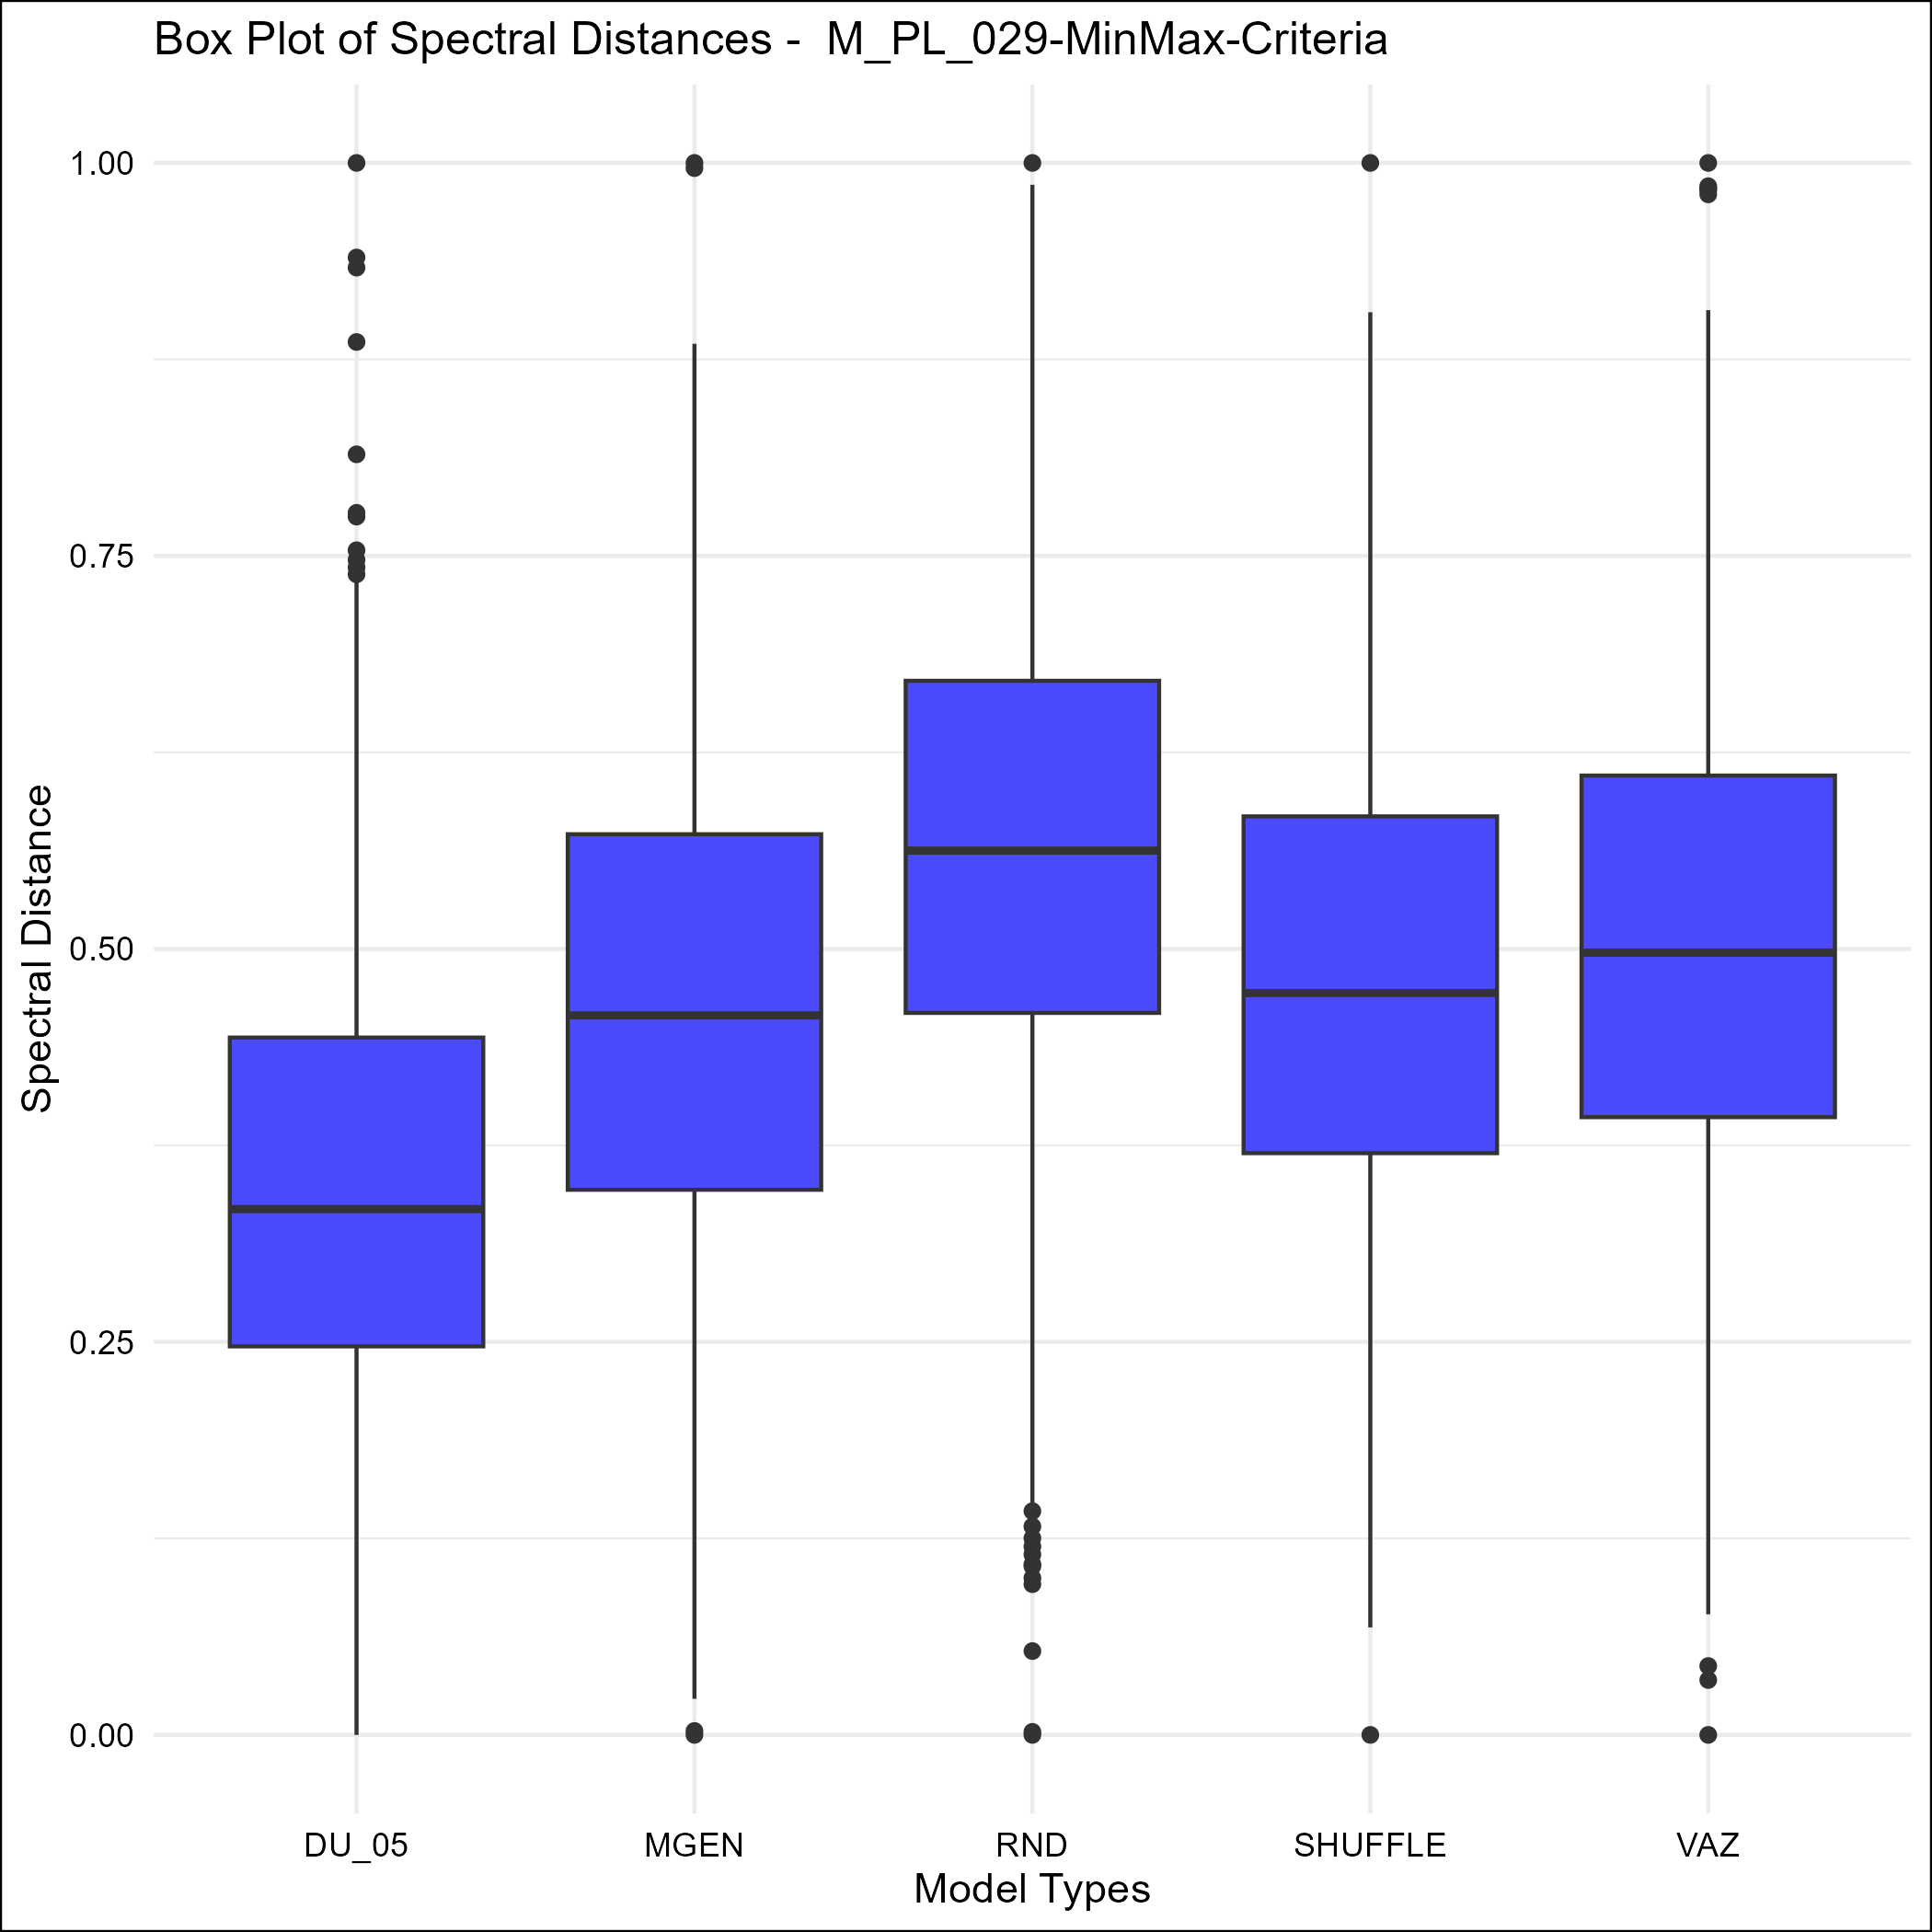 Box Plot of Spectral Distances -  M_PL_029-MinMax-Criteria
Spectral Distance
1.00
0.75
0.50
0.25
0.00
DU_05 MGEN RND SHUFFLE VAZ
Model Types